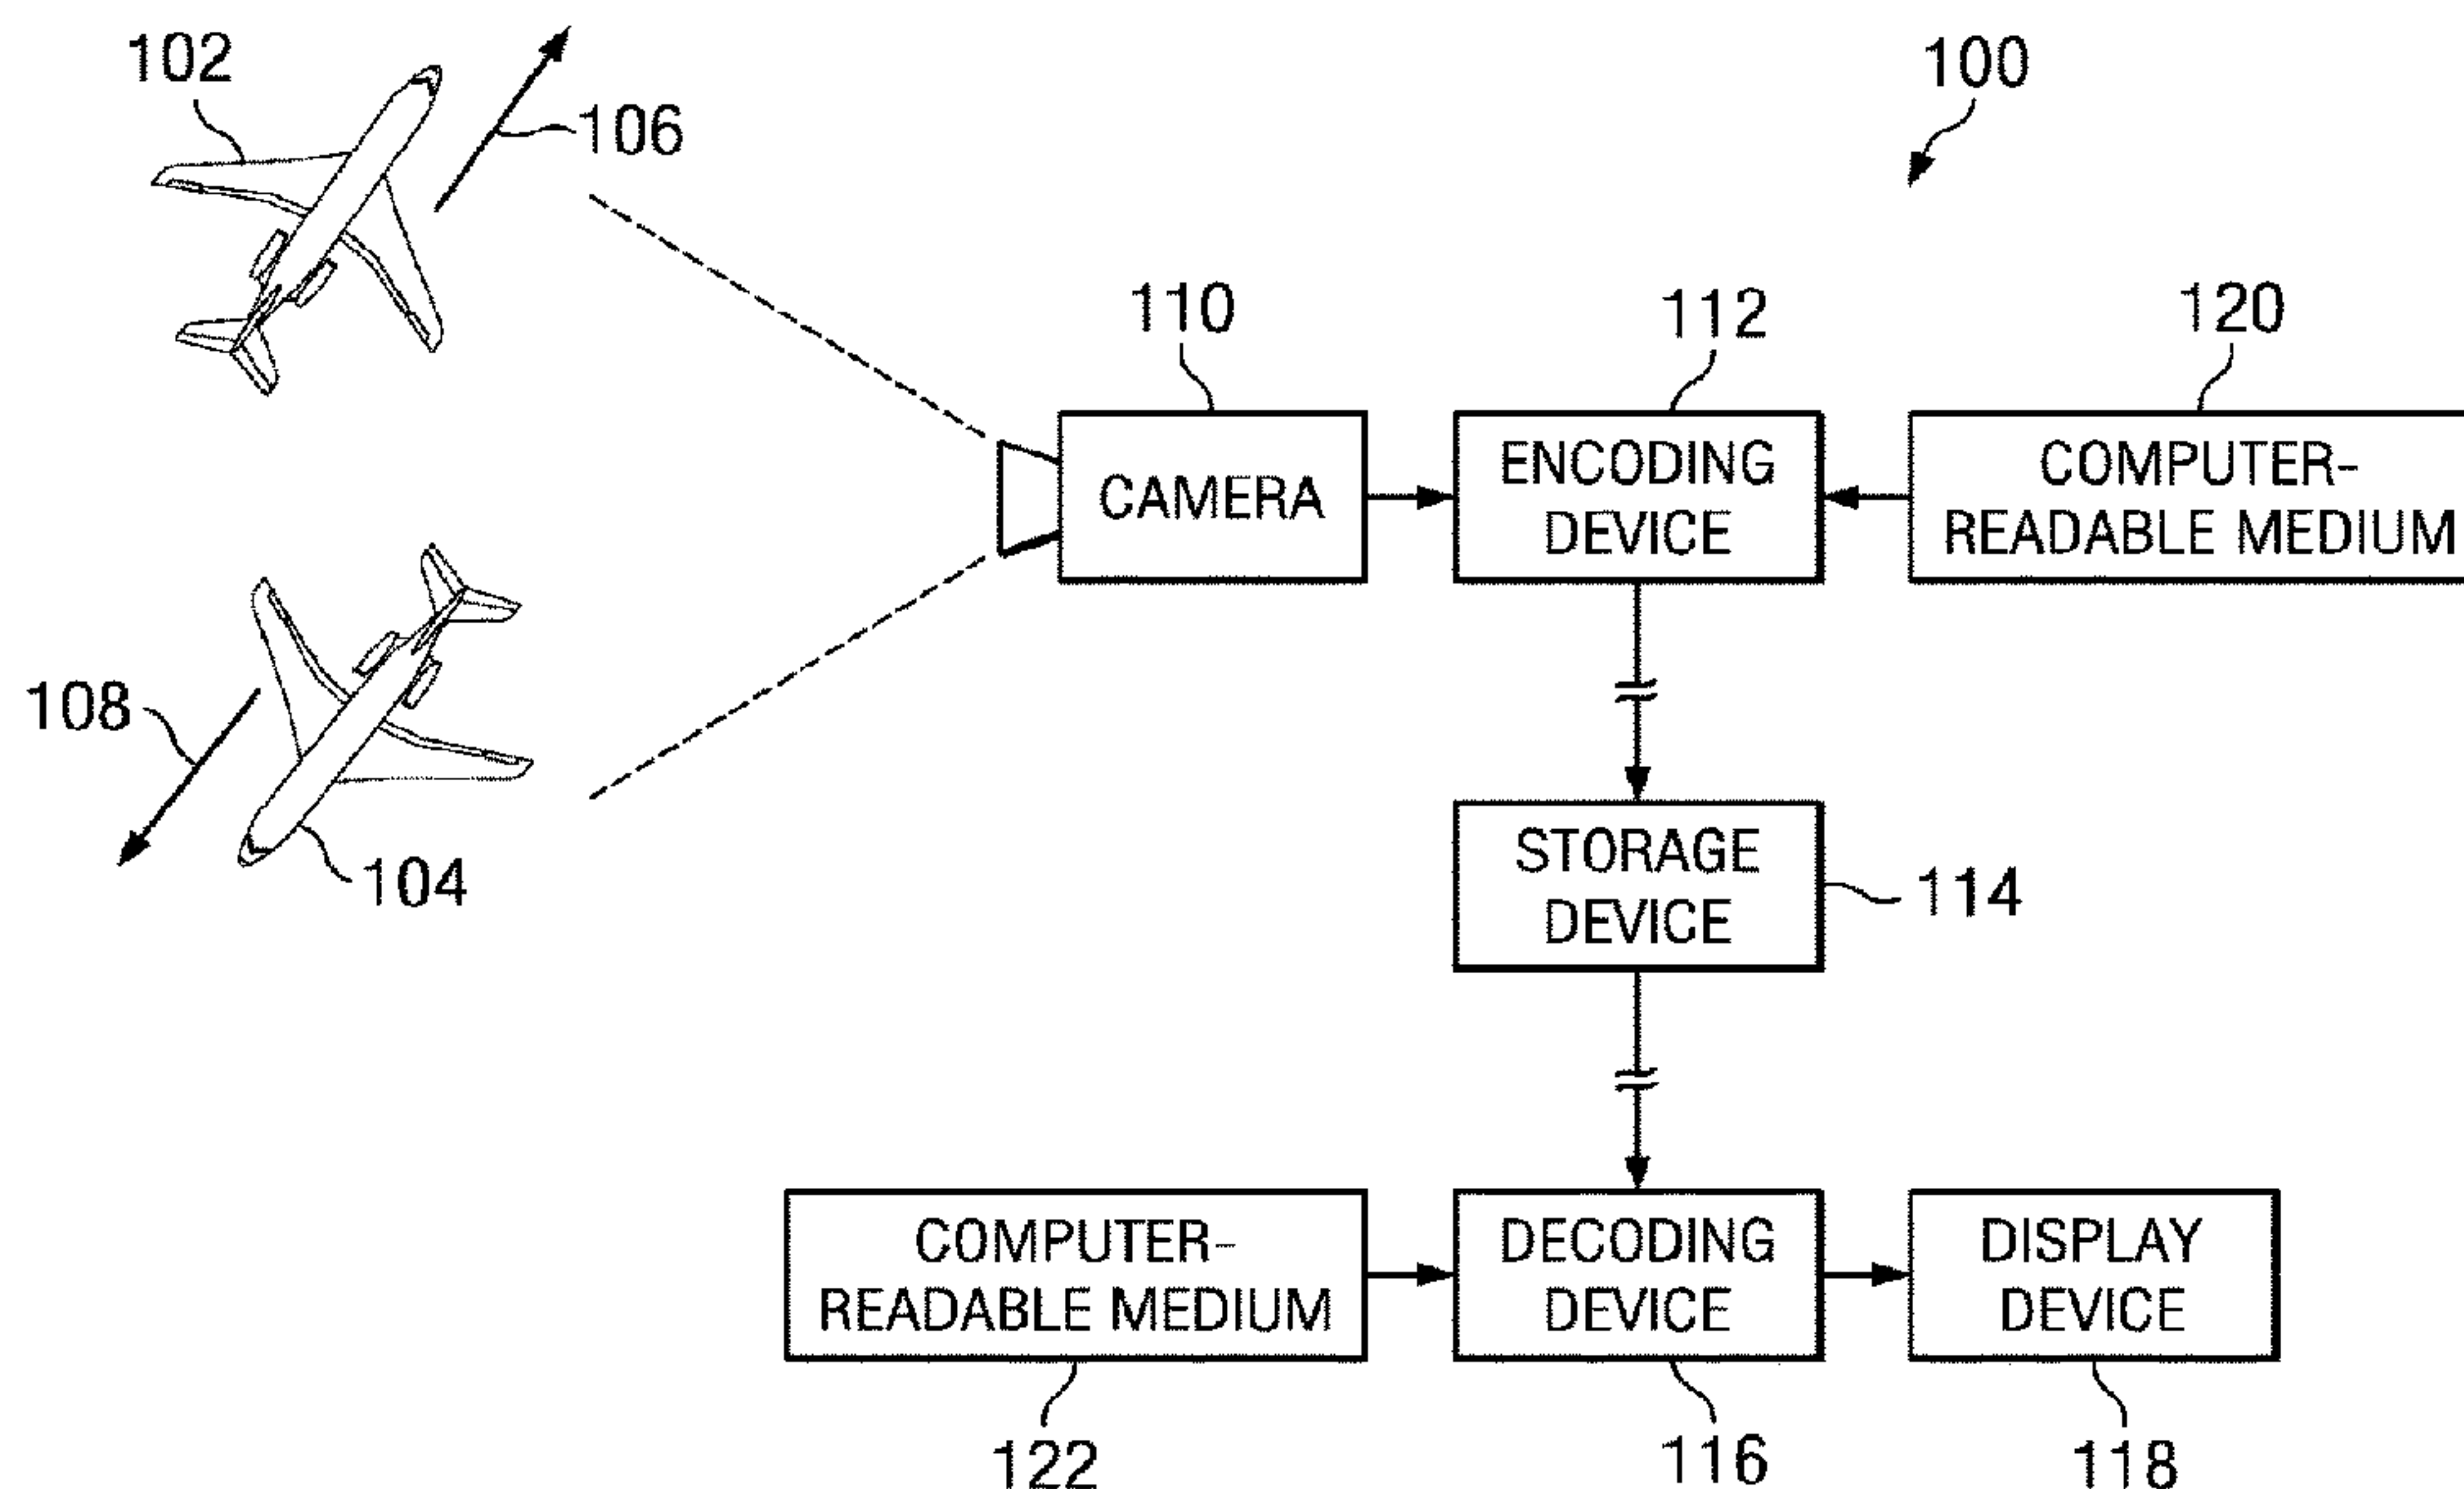 102
106
100
110
112
120
CAMERA
ENCODING
DEVICE
COMPUTER-
READABLE MEDIUM
108
104
STORAGE
DEVICE
114
COMPUTER-
READABLE MEDIUM
DECODING
DEVICE
DISPLAY
DEVICE
122
116
118